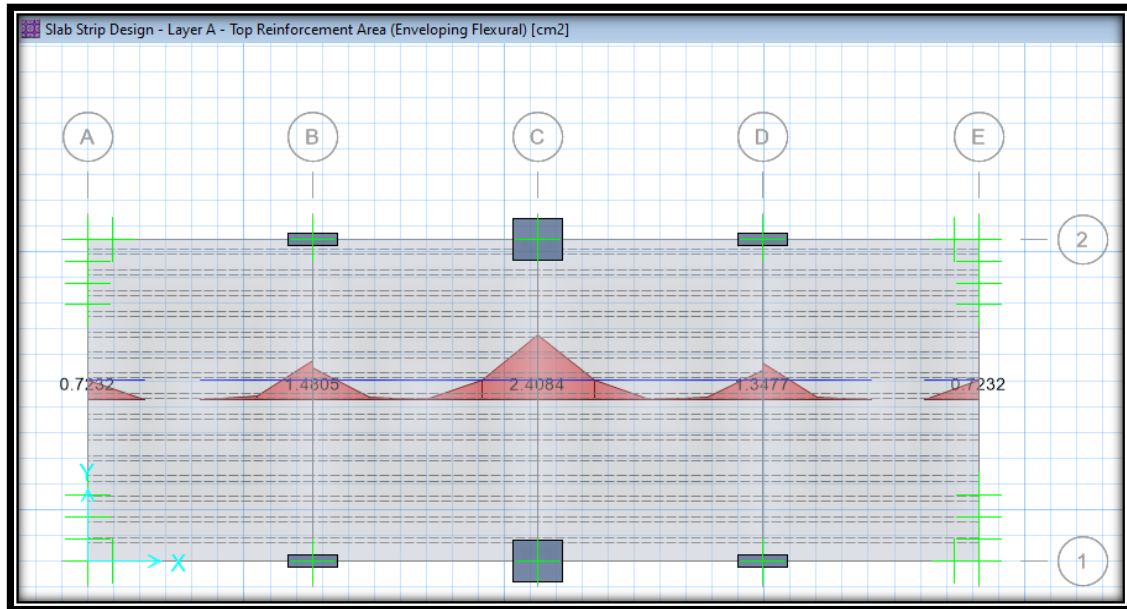 Slab Strip Design - Layer A - Top Reinforcement Area (Enveloping Flexural) [cm2]
A B C D E
2
0.7232 1.4805 2.4084 1.3477 0.7232
Y
X
1